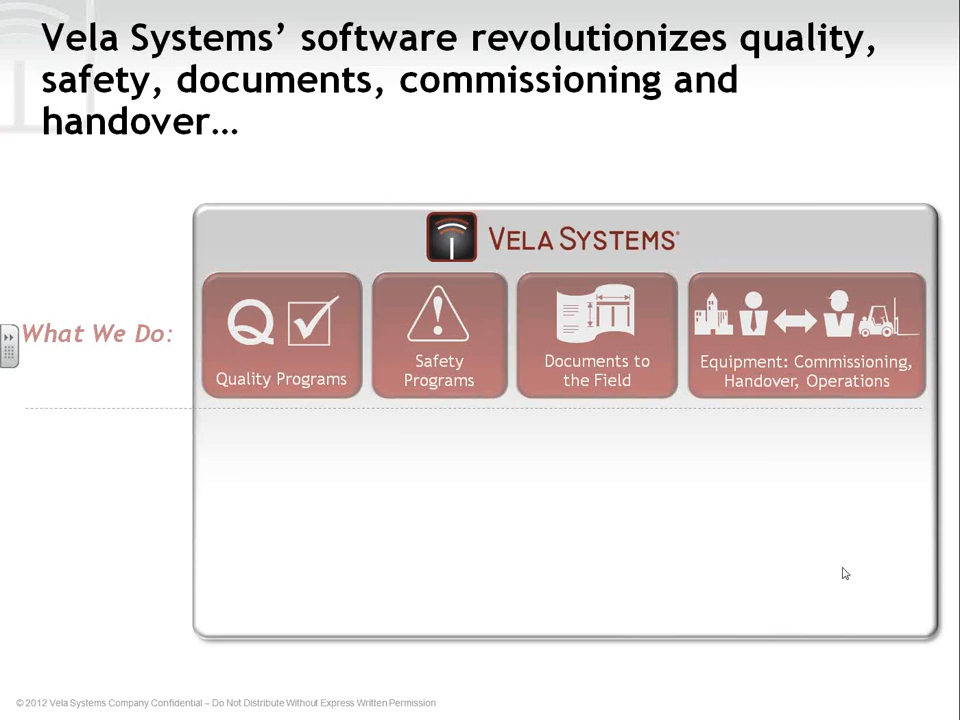 Vela Systems’ software revolutionizes quality,
safety, documents, commissioning and
handover…
VELA SYSTEMS®
What We Do:
Quality Programs
Safety
Programs
Documents to
the Field
Equipment: Commissioning,
Handover, Operations
© 2012 Vela Systems Company Confidential – Do Not Distribute Without Express Written Permission